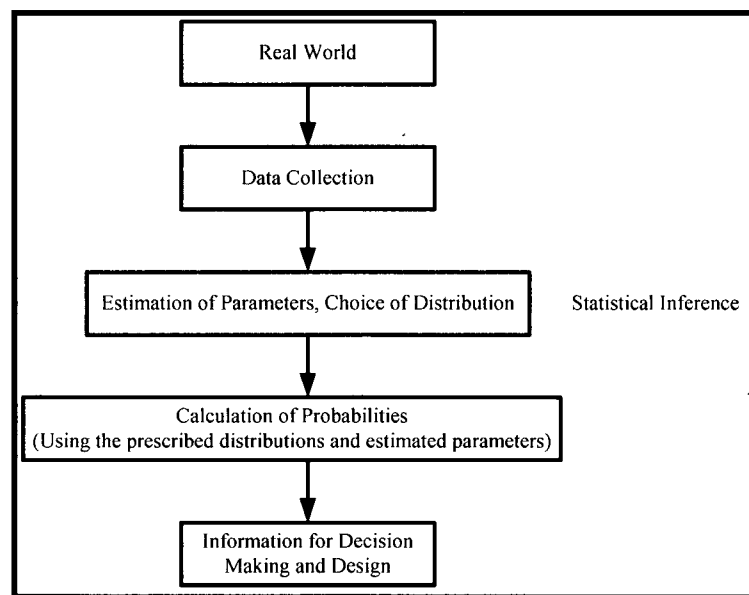 Real World
Data Collection
Estimation of Parameters, Choice of Distribution
Statistical Inference
Calculation of Probabilities
(Using the prescribed distributions and estimated parameters)
Information for Decision
Making and Design